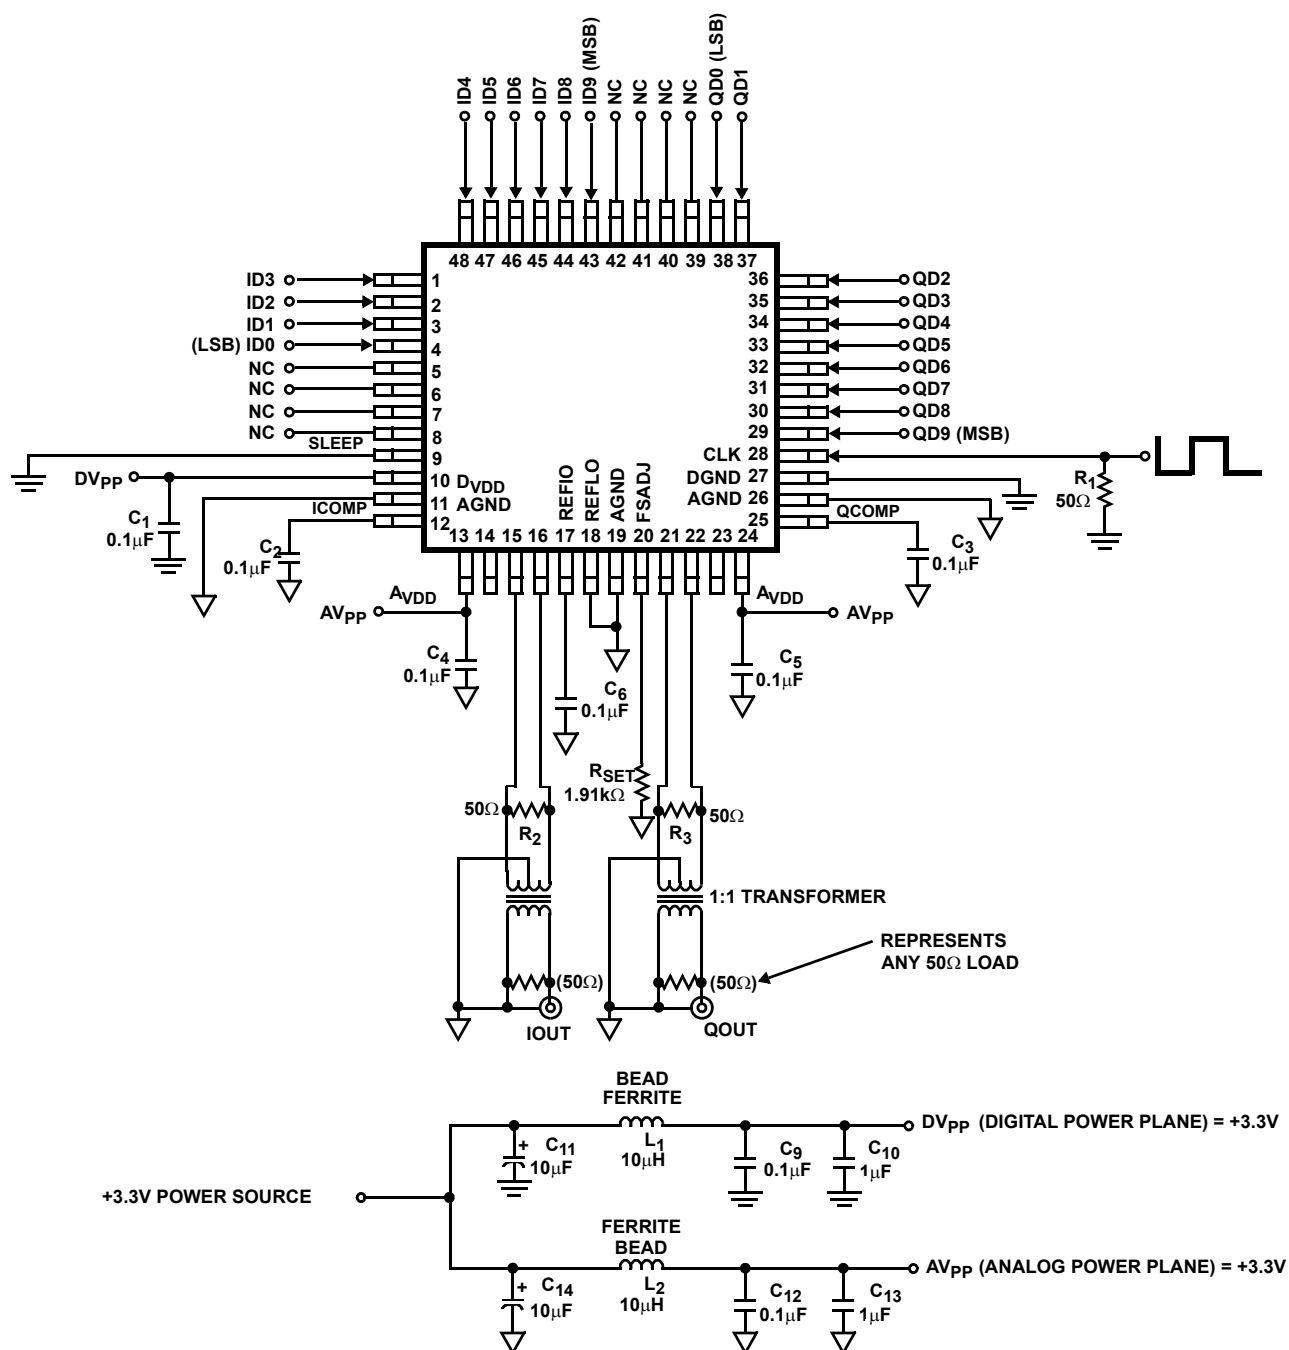 ID4
ID5
ID6
ID7
ID8
ID9 (MSB)
NC
NC
NC
NC
QD0 (LSB)
QD1
48 47 46 45 44 43 42 41 40 39 38 37
ID3
ID2
ID1
(LSB) ID0
NC
NC
NC
NC
SLEEP
DVPP
ICOMP
1
2
3
4
5
6
7
8
9
10 DVDD
11 AGND
12
36
35
34
33
32
31
30
29
CLK 28
DGND 27
AGND 26
25
QD2
QD3
QD4
QD5
QD6
QD7
QD8
QD9 (MSB)
QCOMP
R1
50Ω
REFIO
REFLO
AGND
FSADJ
13 14 15 16 17 18 19 20 21 22 23 24
C1
0.1μF
C2
0.1μF
C3
0.1μF
AVPP
AVDD
AVDD
AVPP
C4
0.1μF
C6
0.1μF
C5
0.1μF
RSET
1.91kΩ
50Ω
R2
R3
50Ω
1:1 TRANSFORMER
REPRESENTS
ANY 50Ω LOAD
(50Ω)
(50Ω)
IOUT
QOUT
BEAD
FERRITE
+
C11
10μF
L1
10μH
C9
0.1μF
C10
1μF
DVPP (DIGITAL POWER PLANE) = +3.3V
+3.3V POWER SOURCE
FERRITE
BEAD
+
C14
10μF
L2
10μH
C12
0.1μF
C13
1μF
AVPP (ANALOG POWER PLANE) = +3.3V